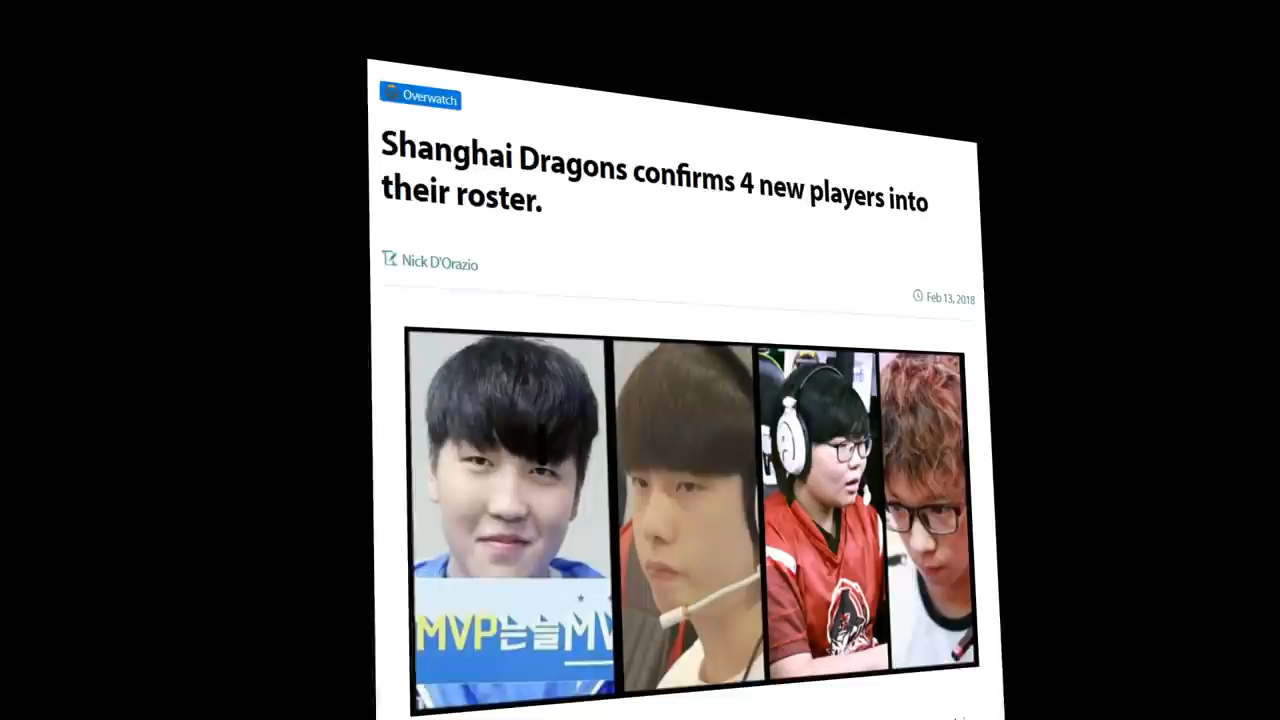 Overwatch
Shanghai Dragons confirms 4 new players into
their roster.
Nick D'Orazio
Feb 13, 2018
MVP는늘MV